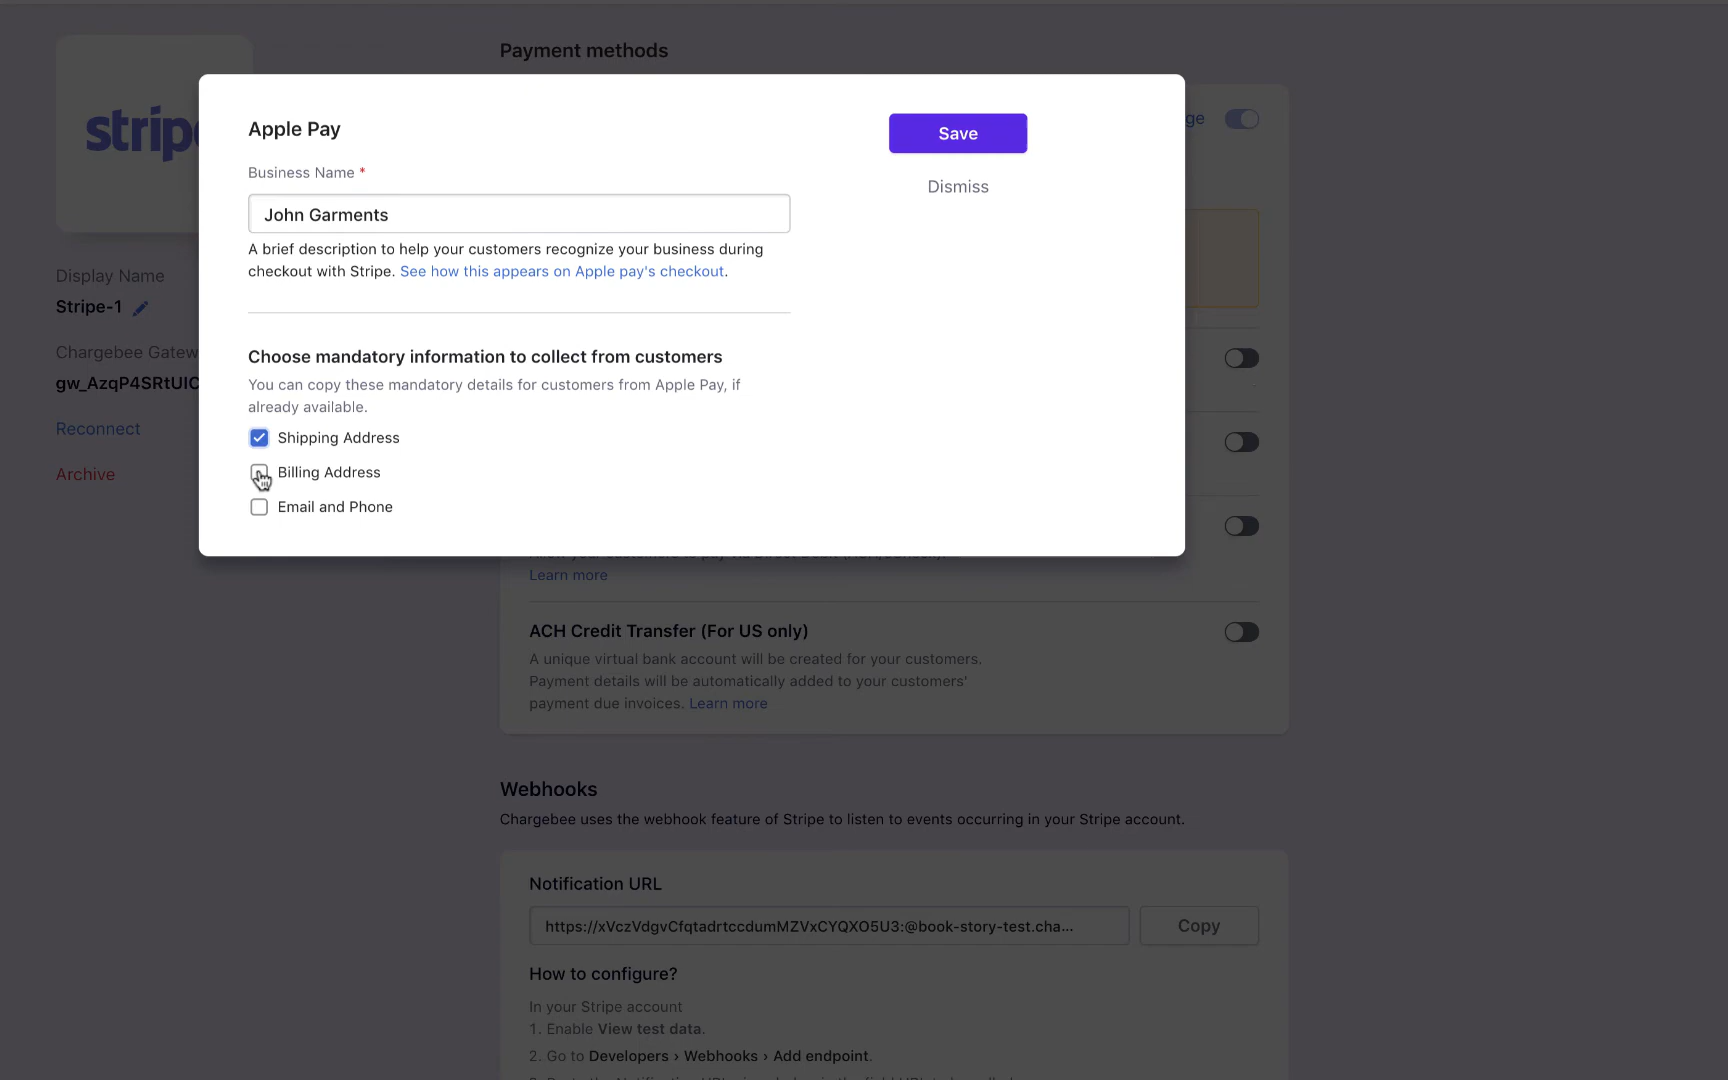 Payment methods
stripe
Apple Pay
Save
Business Name *
Dismiss
John Garments
A brief description to help your customers recognize your business during
checkout with Stripe. See how this appears on Apple pay's checkout.
Display Name
Stripe-1
Chargebee Gatew
gw_AzqP4SRtUIC
Reconnect
Archive
Choose mandatory information to collect from customers
You can copy these mandatory details for customers from Apple Pay, if
already available.
Shipping Address
Billing Address
Email and Phone
Learn more
ACH Credit Transfer (For US only)
A unique virtual bank account will be created for your customers.
Payment details will be automatically added to your customers'
payment due invoices. Learn more
Webhooks
Chargebee uses the webhook feature of Stripe to listen to events occurring in your Stripe account.
Notification URL
https://xVczVdgvCfqtadrtccdumMZVxCYQXO5U3:@book-story-test.cha...
Copy
How to configure?
In your Stripe account
1. Enable View test data.
2. Go to Developers › Webhooks › Add endpoint.